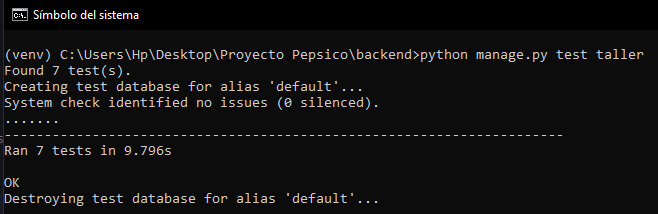 Símbolo del sistema
(venv) C:\Users\Hp\Desktop\Proyecto Pepsico\backend>python manage.py test taller
Found 7 test(s).
Creating test database for alias 'default'...
System check identified no issues (0 silenced).
.......
----------------------------------------------------------------------
Ran 7 tests in 9.796s
OK
Destroying test database for alias 'default'...